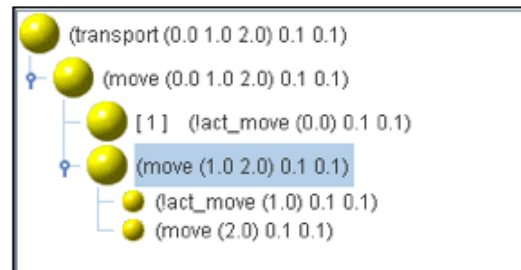 (transport (0.0 1.0 2.0) 0.1 0.1)
(move (0.0 1.0 2.0) 0.1 0.1)
[ 1 ] (!act_move (0.0) 0.1 0.1)
(move (1.0 2.0) 0.1 0.1)
(!act_move (1.0) 0.1 0.1)
(move (2.0) 0.1 0.1)